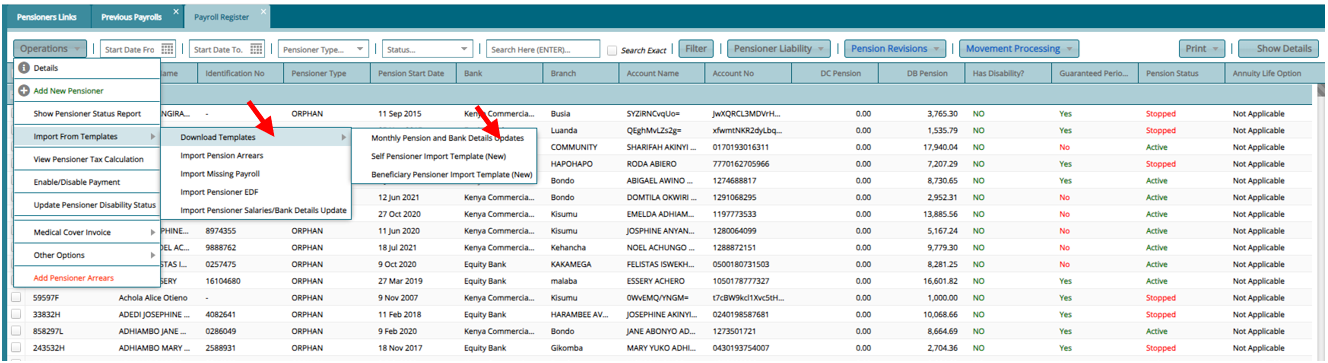 Pensioners Links Previous Payrolls × Payroll Register ×
Operations Start Date Fro Start Date To. Pensioner Type... Status... Search Here (ENTER)... Search Exact Filter Pensioner Liability Pension Revisions Movement Processing Print Show Details
Identification No Pensioner Type Pension Start Date Bank Branch Account Name Account No DC Pension DB Pension Has Disability? Guaranteed Perio... Pension Status Annuity Life Option
Details
Add New Pensioner
Show Pensioner Status Report
Import From Templates
View Pensioner Tax Calculation
Enable/Disable Payment
Update Pensioner Disability Status
Medical Cover Invoice
Other Options
Add Pensioner Arrears
Download Templates
Import Pension Arrears
Import Missing Payroll
Import Pensioner EDF
Import Pensioner Salaries/Bank Details Update
Monthly Pension and Bank Details Updates
Self Pensioner Import Template (New)
Beneficiary Pensioner Import Template (New)
NGIRA... - ORPHAN 11 Sep 2015 Busia SYZiRNCvqUo= JwXQRCL3MDVrH... 0.00 3,765.30 NO Yes Stopped Not Applicable
Luanda QEghMvLZs2g= xfwmtNKR2dyLbq... 0.00 1,535.79 NO Yes Stopped Not Applicable
COMMUNITY SHARIFAH AKINYI ... 0170193016311 0.00 17,940.04 NO No Active Not Applicable
HAPOHAPO RODA ABIERO 7770162705966 0.00 7,207.29 NO Yes Stopped Not Applicable
Bondo ABIGAEL AWINO ... 1274688817 0.00 8,730.65 NO Yes Active Not Applicable
12 Jun 2021 Kenya Commercia... Bondo DOMTILA OKWIRI ... 1291068295 0.00 2,952.31 NO No Active Not Applicable
27 Oct 2020 Kenya Commercia... Kisumu EMELDA ADHIAM... 1197773533 0.00 13,885.56 NO No Active Not Applicable
PHINE... 8974355 ORPHAN 11 Jun 2020 Kenya Commercia... Kisumu JOSPHINE ANYAN... 1280064099 0.00 5,167.24 NO No Active Not Applicable
EL AC... 9888762 ORPHAN 18 Jul 2021 Kenya Commercia... Kehancha NOEL ACHUNGO ... 1288872151 0.00 9,779.30 NO No Active Not Applicable
STAS I... 0257475 ORPHAN 9 Oct 2020 Equity Bank KAKAMEGA FELISTAS ISWEKH... 0500180731503 0.00 8,281.25 NO No Active Not Applicable
SERY 16104680 ORPHAN 27 Mar 2019 Equity Bank malaba ESSERY ACHERO 1050178777327 0.00 16,601.82 NO Yes Active Not Applicable
59597F Achola Alice Otieno - ORPHAN 9 Nov 2007 Kenya Commercia... Kisumu 0WvEMQ/YNGM= t7cBW9kcl1Xvc5tH... 0.00 1,000.00 NO Yes Stopped Not Applicable
33832H ADEDI JOSEPHINE ... 4082641 ORPHAN 11 Feb 2018 Equity Bank HARAMBEE AV... JOSEPHINE AKINYI... 0240198587681 0.00 10,068.66 NO Yes Stopped Not Applicable
858297L ADHIAMBO JANE ... 0286049 ORPHAN 9 Feb 2020 Kenya Commercia... Bondo JANE ABONYO AD... 1273501721 0.00 8,664.69 NO Yes Active Not Applicable
243532H ADHIAMBO MARY ... 2588931 ORPHAN 18 Nov 2017 Equity Bank Gikomba MARY YUKO ADHI... 0430193754007 0.00 2,704.36 NO Yes Stopped Not Applicable